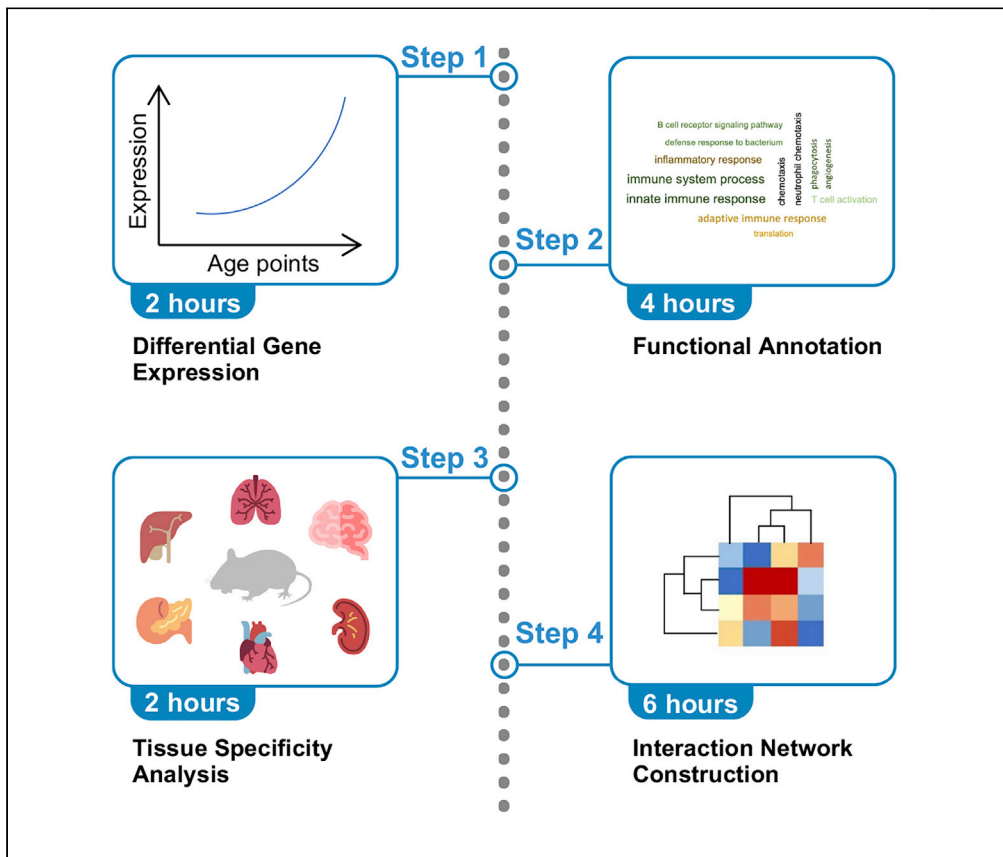 Step 1
Expression
Age points
2 hours
Differential Gene
Expression
Step 2
B cell receptor signaling pathway
defense response to bacterium
inflammatory response
immune system process
innate immune response
chemotaxis
neutrophil chemotaxis
phagocytosis
angiogenesis
T cell activation
adaptive immune response
translation
4 hours
Functional Annotation
Step 3
2 hours
Tissue Specificity
Analysis
Step 4
6 hours
Interaction Network
Construction